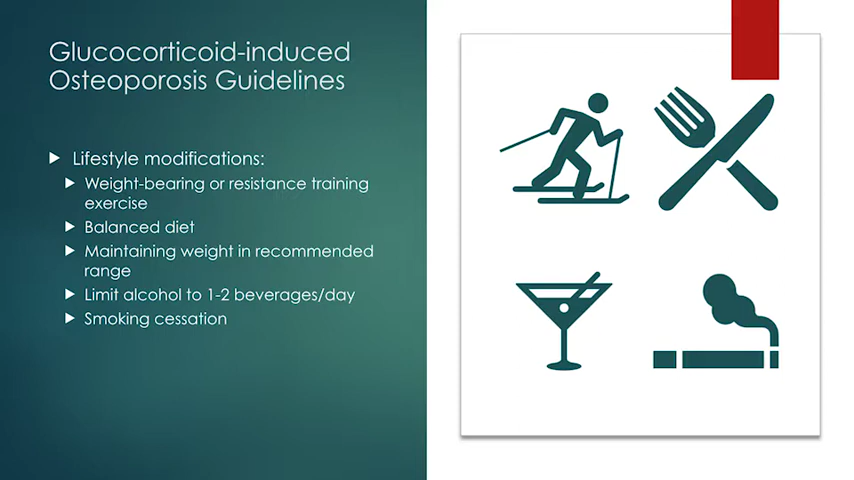 Glucocorticoid-induced
Osteoporosis Guidelines
Lifestyle modifications:
Weight-bearing or resistance training
exercise
Balanced diet
Maintaining weight in recommended
range
Limit alcohol to 1-2 beverages/day
Smoking cessation